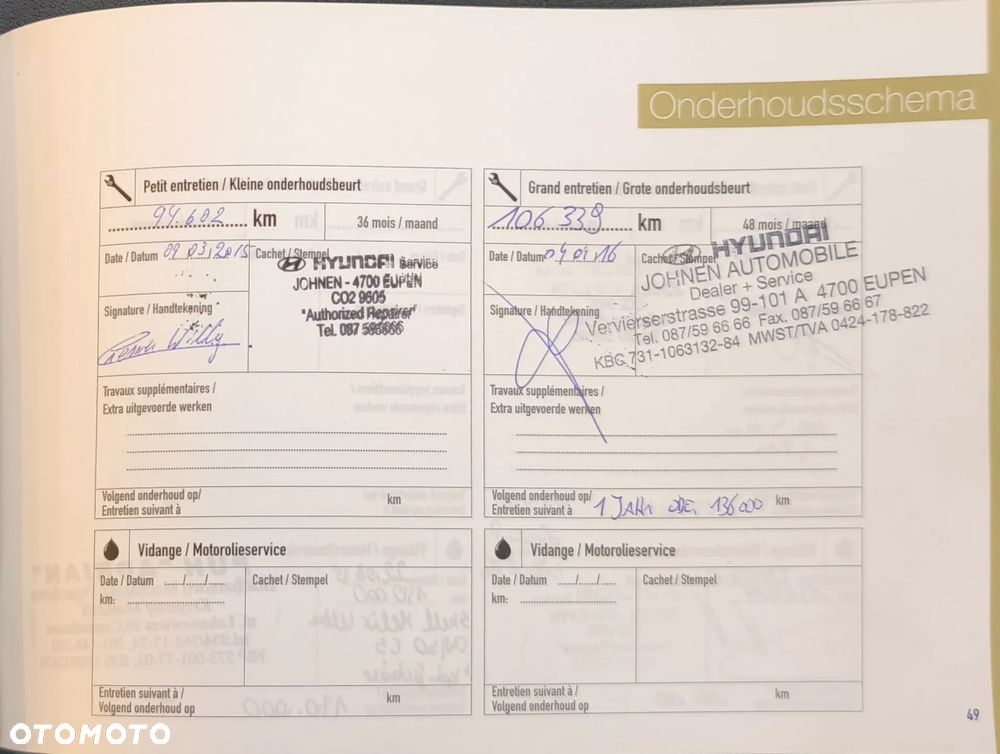 Onderhoudsschema
Petit entretien / Kleine onderhoudsbeurt
94.602 km
36 mois / maand
Date / Datum 09.03.2015
Cachet / Stempel
HYUNDAI Service
JOHNEN - 4700 EUPEN
CO2 9605
"Authorized Repairer"
Tel. 087 596666
Signature / Handtekening
Travaux supplémentaires /
Extra uitgevoerde werken
Volgend onderhoud op/
Entretien suivant à
km
Grand entretien / Grote onderhoudsbeurt
106 339 km
48 mois / maand
Date / Datum 04 01 16
Cachet / Stempel
HYUNDAI
JOHNEN AUTOMOBILE
Dealer + Service
Vervierserstrasse 99-101 A 4700 EUPEN
Tel. 087/59 66 66 Fax. 087/59 66 67
KBC 731-1063132-84 MWST/TVA 0424-178-822
Signature / Handtekening
Travaux supplémentaires /
Extra uitgevoerde werken
Volgend onderhoud op/
Entretien suivant à
1 JAHR ODER 136000 km
Vidange / Motorolieservice
Date / Datum ....../....../......
Cachet / Stempel
km:
Entretien suivant à /
Volgend onderhoud op
km
Vidange / Motorolieservice
Date / Datum ....../....../......
Cachet / Stempel
km:
Entretien suivant à /
Volgend onderhoud op
km
49
OTOMOTO